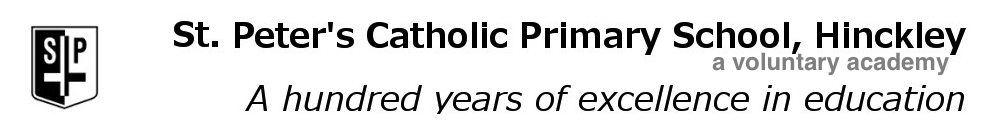 SP
St. Peter's Catholic Primary School, Hinckley
a voluntary academy
A hundred years of excellence in education